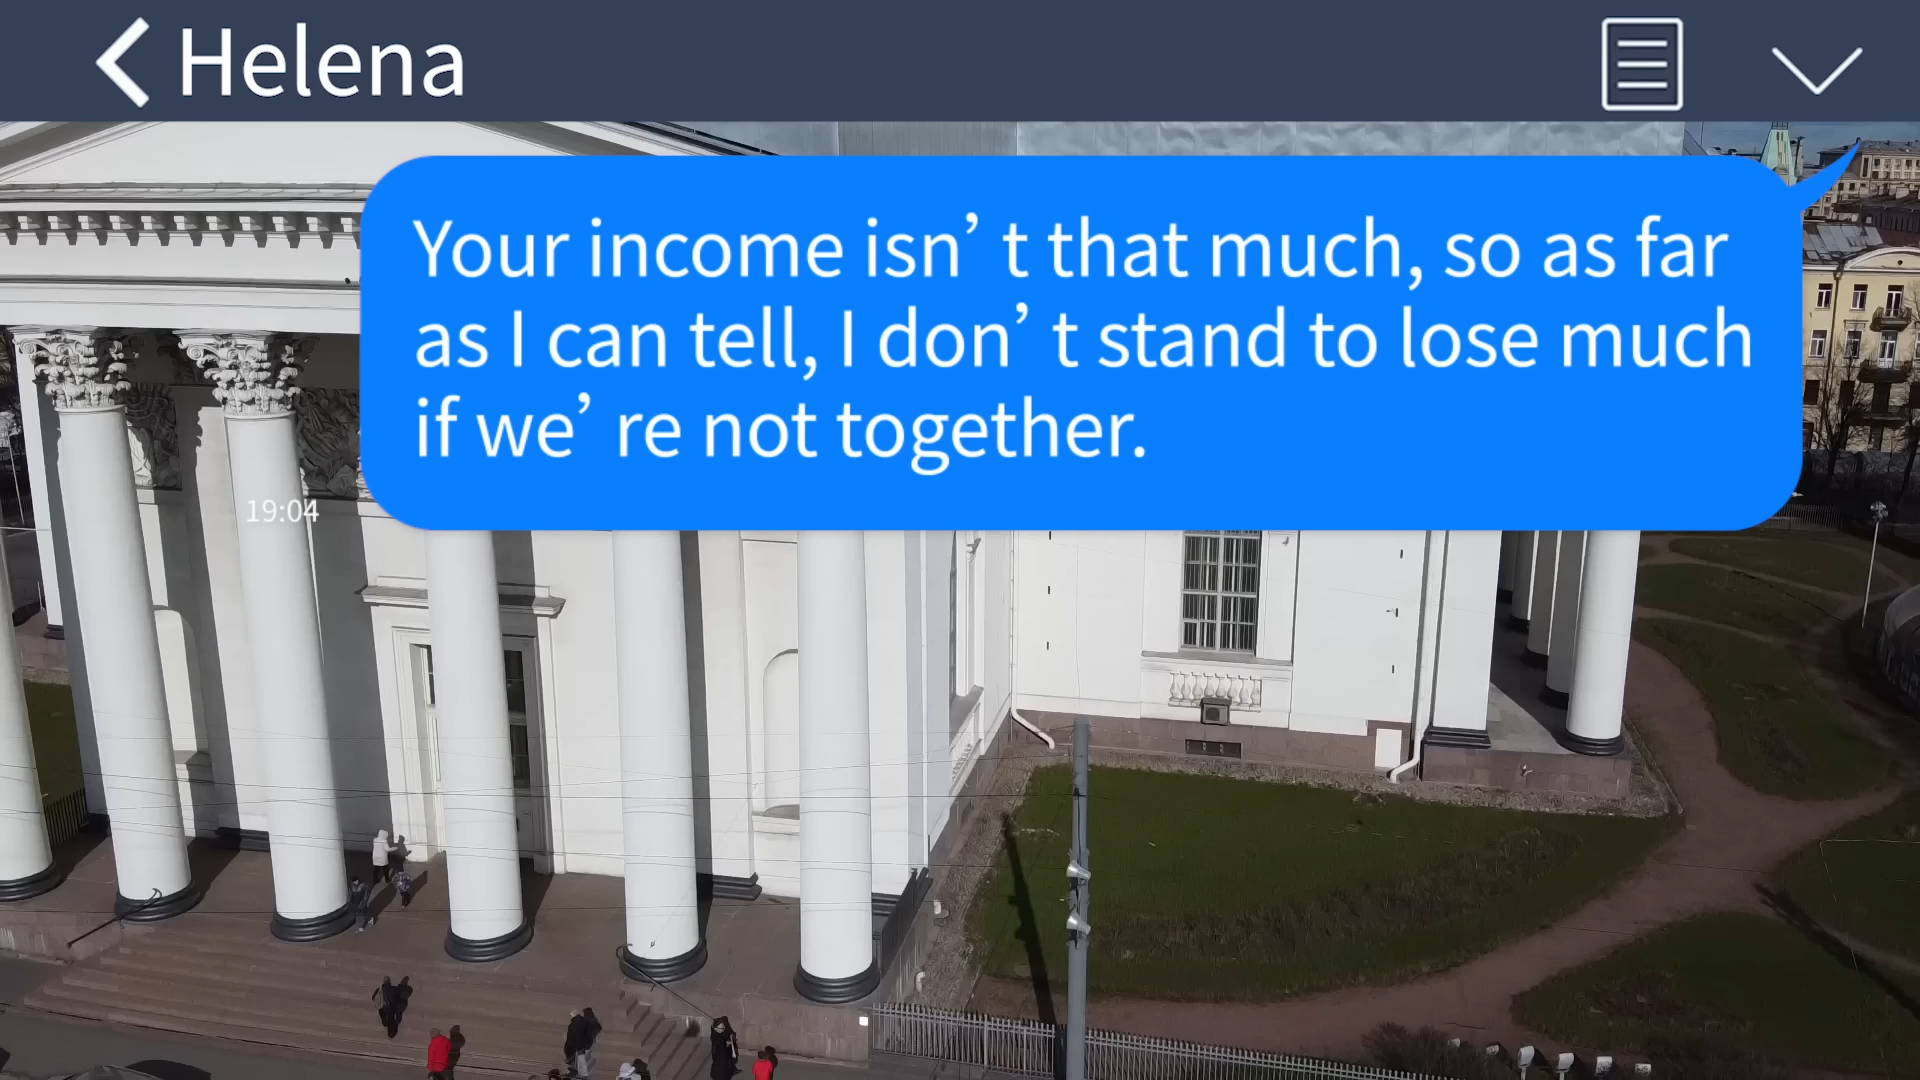 Helena
Your income isn’t that much, so as far
as I can tell, I don’t stand to lose much
if we’re not together.
19:04